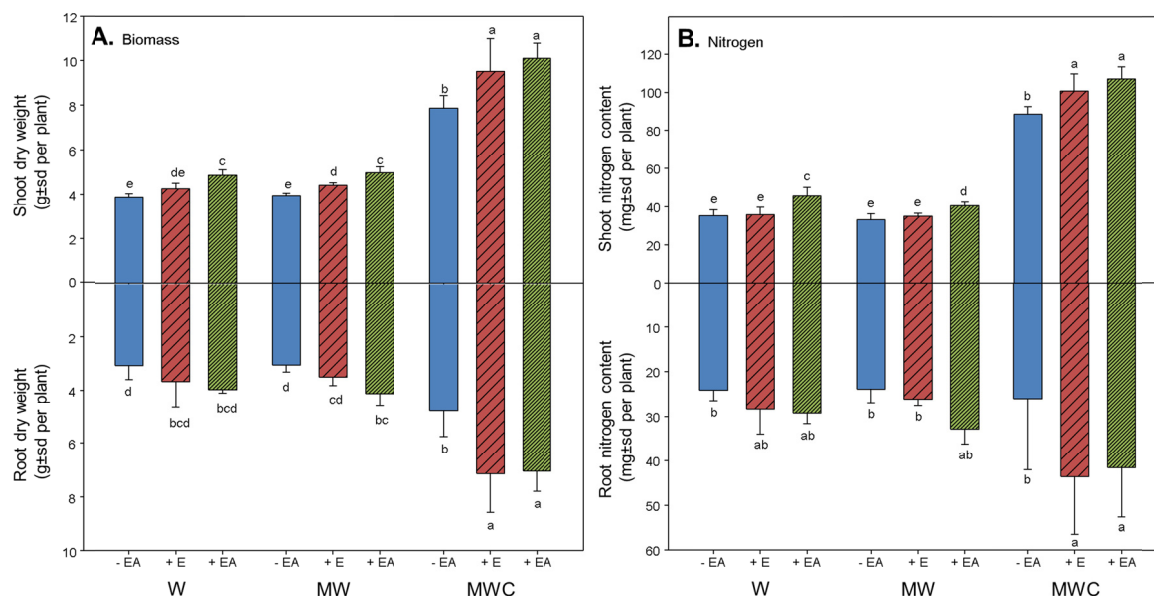 A. Biomass
Shoot dry weight
(g±sd per plant)
12
10
8
6
4
2
0
e
de
c
e
d
c
b
a
a
Root dry weight
(g±sd per plant)
2
4
6
8
10
d
bcd
bcd
d
cd
bc
b
a
a
- EA + E + EA - EA + E + EA - EA + E + EA
W MW MWC
B. Nitrogen
Shoot nitrogen content
(mg±sd per plant)
120
100
80
60
40
20
0
e
e
c
e
e
d
b
a
a
Root nitrogen content
(mg±sd per plant)
10
20
30
40
50
60
b
ab
ab
b
b
ab
b
a
a
- EA + E + EA - EA + E + EA - EA + E + EA
W MW MWC